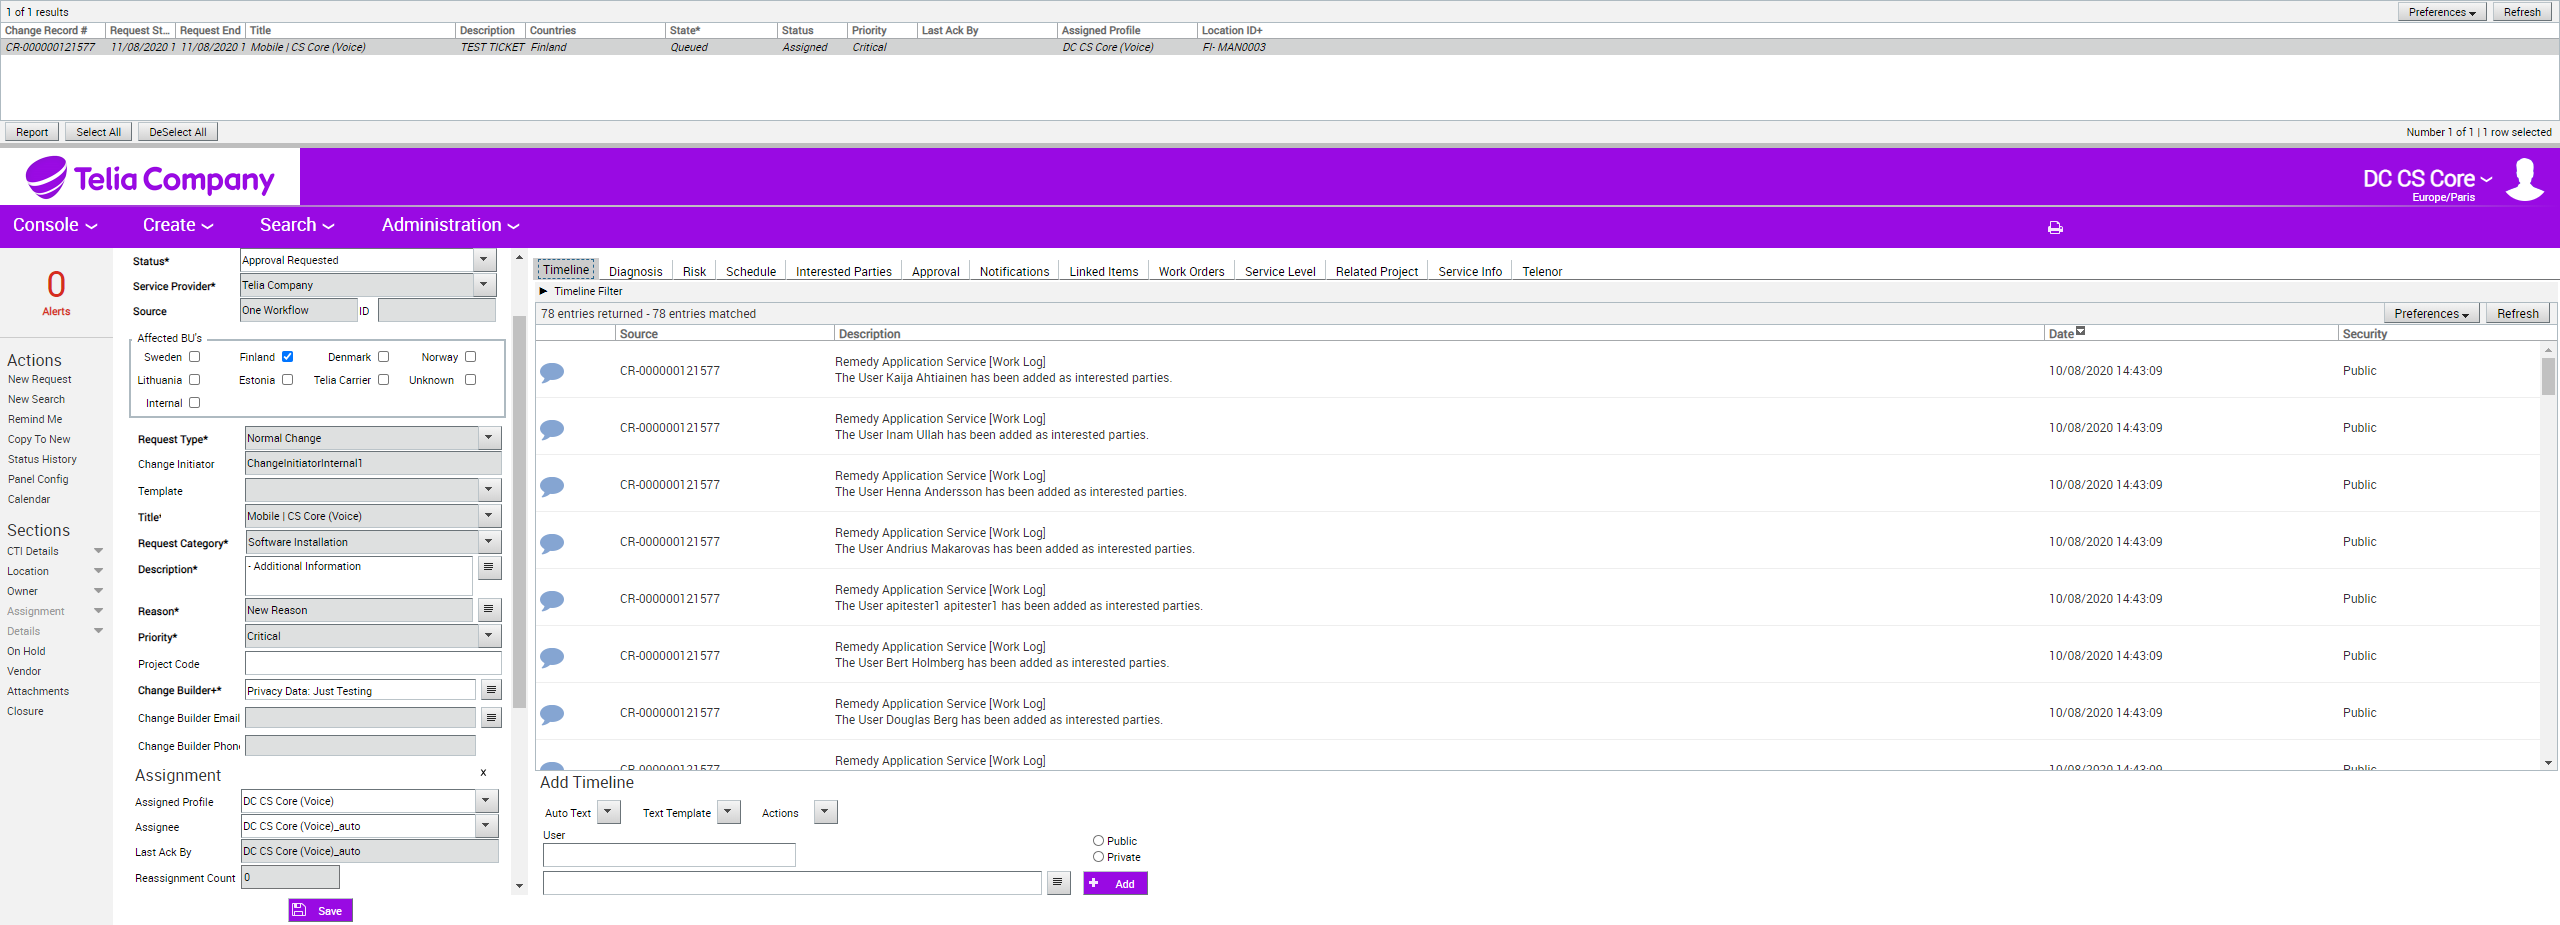 1 of 1 results
Preferences Refresh
Change Record # Request St... Request End Title Description Countries State* Status Priority Last Ack By Assigned Profile Location ID+
CR-000000121577 11/08/2020 1 11/08/2020 1 Mobile | CS Core (Voice) TEST TICKET Finland Queued Assigned Critical DC CS Core (Voice) FI- MAN0003
Report Select All DeSelect All Number 1 of 1 | 1 row selected
Telia Company
DC CS Core
Europe/Paris
Console Create Search Administration
0
Alerts
Actions
New Request
New Search
Remind Me
Copy To New
Status History
Panel Config
Calendar
Sections
CTI Details
Location
Owner
Assignment
Details
On Hold
Vendor
Attachments
Closure
Status* Approval Requested
Service Provider* Telia Company
Source One Workflow ID
Affected BU's
Sweden Finland Denmark Norway
Lithuania Estonia Telia Carrier Unknown
Internal
Request Type* Normal Change
Change Initiator ChangeInitiatorInternal1
Template
Title* Mobile | CS Core (Voice)
Request Category* Software Installation
Description* - Additional Information
Reason* New Reason
Priority* Critical
Project Code
Change Builder+* Privacy Data: Just Testing
Change Builder Email
Change Builder Phon
Assignment x
Assigned Profile DC CS Core (Voice)
Assignee DC CS Core (Voice)_auto
Last Ack By DC CS Core (Voice)_auto
Reassignment Count 0
Save
Timeline Diagnosis Risk Schedule Interested Parties Approval Notifications Linked Items Work Orders Service Level Related Project Service Info Telenor
Timeline Filter
78 entries returned - 78 entries matched Preferences Refresh
Source Description Date Security
Remedy Application Service [Work Log]
CR-000000121577 The User Kaija Ahtiainen has been added as interested parties. 10/08/2020 14:43:09 Public
Remedy Application Service [Work Log]
CR-000000121577 The User Inam Ullah has been added as interested parties. 10/08/2020 14:43:09 Public
Remedy Application Service [Work Log]
CR-000000121577 The User Henna Andersson has been added as interested parties. 10/08/2020 14:43:09 Public
Remedy Application Service [Work Log]
CR-000000121577 The User Andrius Makarovas has been added as interested parties. 10/08/2020 14:43:09 Public
Remedy Application Service [Work Log]
CR-000000121577 The User apitester1 apitester1 has been added as interested parties. 10/08/2020 14:43:09 Public
Remedy Application Service [Work Log]
CR-000000121577 The User Bert Holmberg has been added as interested parties. 10/08/2020 14:43:09 Public
Remedy Application Service [Work Log]
CR-000000121577 The User Douglas Berg has been added as interested parties. 10/08/2020 14:43:09 Public
Remedy Application Service [Work Log]
CR-000000121577 10/08/2020 14:43:09 Public
Add Timeline
Auto Text Text Template Actions
User
Public
Private
Add